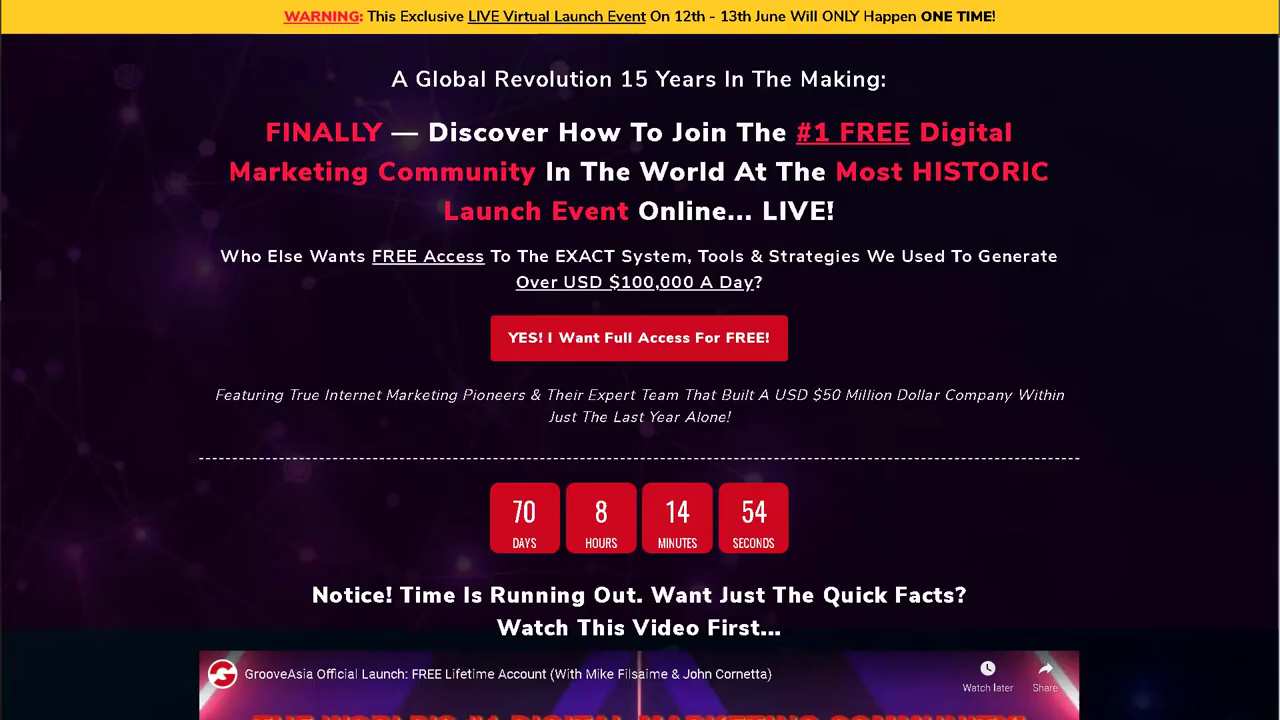 WARNING: This Exclusive LIVE Virtual Launch Event On 12th - 13th June Will ONLY Happen ONE TIME!
A Global Revolution 15 Years In The Making:
FINALLY — Discover How To Join The #1 FREE Digital
Marketing Community In The World At The Most HISTORIC
Launch Event Online... LIVE!
Who Else Wants FREE Access To The EXACT System, Tools & Strategies We Used To Generate
Over USD $100,000 A Day?
YES! I Want Full Access For FREE!
Featuring True Internet Marketing Pioneers & Their Expert Team That Built A USD $50 Million Dollar Company Within
Just The Last Year Alone!
70 8 14 54
DAYS HOURS MINUTES SECONDS
Notice! Time Is Running Out. Want Just The Quick Facts?
Watch This Video First...
GrooveAsia Official Launch: FREE Lifetime Account (With Mike Filsaime & John Cornetta)
Watch later Share
THE WORLD'S #1 DIGITAL MARKETING COMMUNITY!